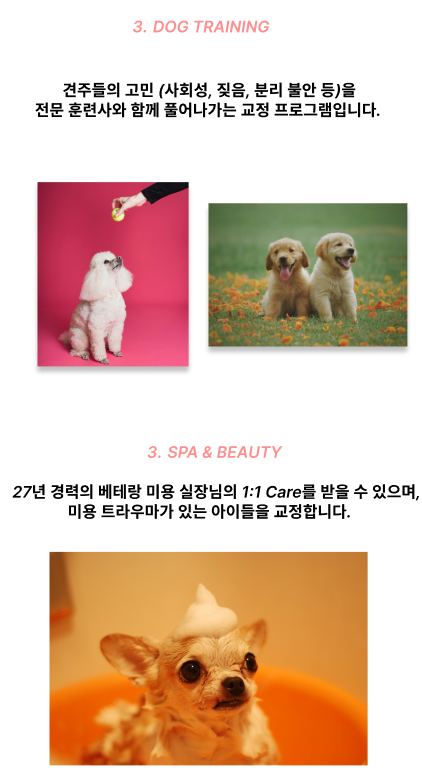 3. DOG TRAINING
견주들의 고민 (사회성, 짖음, 분리 불안 등)을
전문 훈련사와 함께 풀어나가는 교정 프로그램입니다.
3. SPA & BEAUTY
27년 경력의 베테랑 미용 실장님의 1:1 Care를 받을 수 있으며,
미용 트라우마가 있는 아이들을 교정합니다.